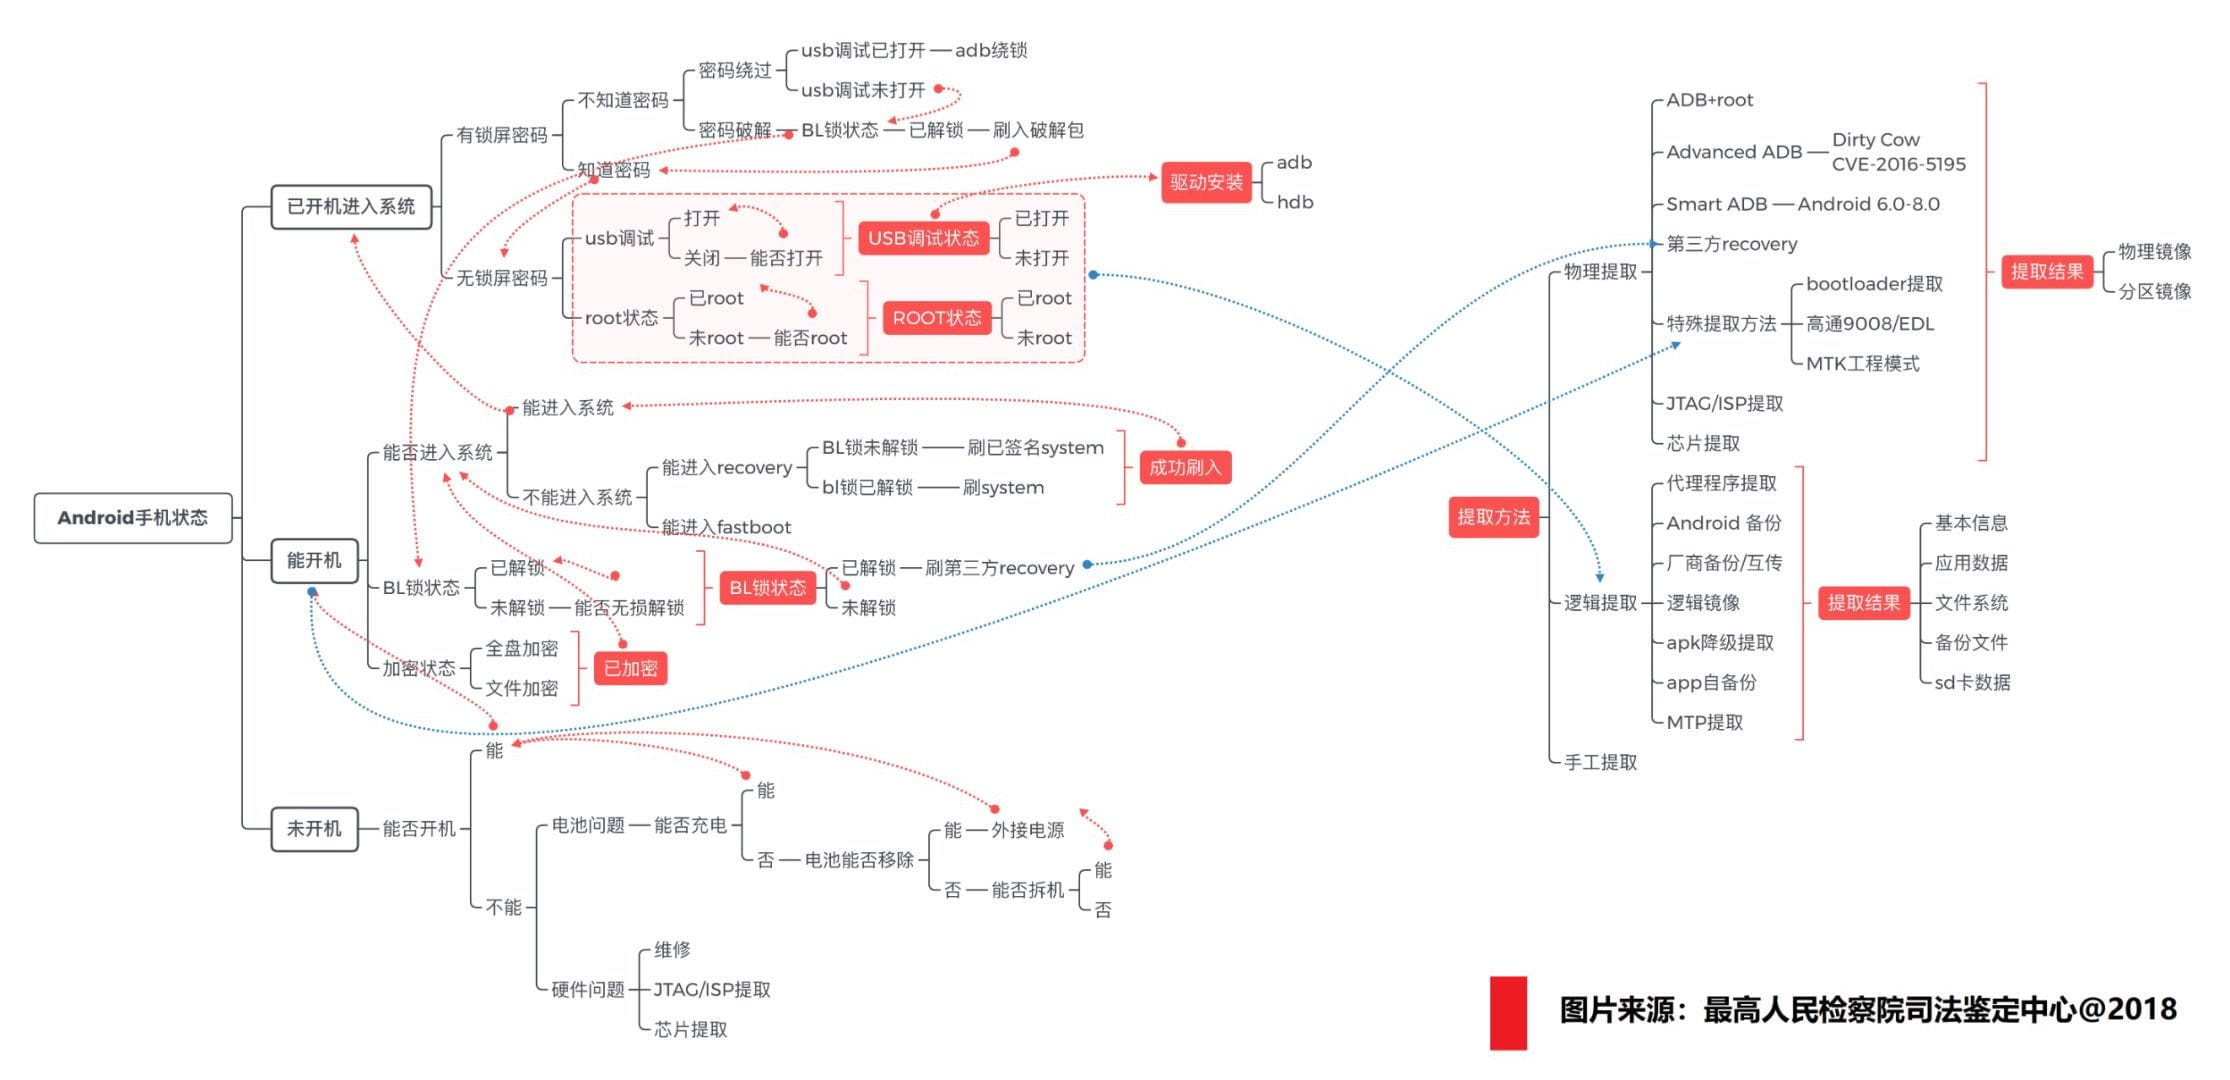 Android手机状态
已开机进入系统
有锁屏密码
不知道密码
密码绕过
usb调试已打开
adb绕锁
usb调试未打开
密码破解
BL锁状态
已解锁
刷入破解包
知道密码
无锁屏密码
usb调试
打开
关闭
能否打开
USB调试状态
已打开
未打开
驱动安装
adb
hdb
root状态
已root
未root
能否root
ROOT状态
已root
未root
能开机
能否进入系统
能进入系统
不能进入系统
能进入recovery
BL锁未解锁
刷已签名system
bl锁已解锁
刷system
能进入fastboot
成功刷入
BL锁状态
已解锁
未解锁
能否无损解锁
BL锁状态
已解锁
刷第三方recovery
未解锁
加密状态
全盘加密
文件加密
已加密
未开机
能否开机
能
不能
电池问题
能否充电
能
否
电池能否移除
能
外接电源
否
能否拆机
能
否
硬件问题
维修
JTAG/ISP提取
芯片提取
提取方法
物理提取
ADB+root
Advanced ADB
Dirty Cow
CVE-2016-5195
Smart ADB
Android 6.0-8.0
第三方recovery
特殊提取方法
bootloader提取
高通9008/EDL
MTK工程模式
JTAG/ISP提取
芯片提取
提取结果
物理镜像
分区镜像
逻辑提取
代理程序提取
Android 备份
厂商备份/互传
逻辑镜像
apk降级提取
app自备份
MTP提取
提取结果
基本信息
应用数据
文件系统
备份文件
sd卡数据
手工提取
图片来源：最高人民检察院司法鉴定中心@2018